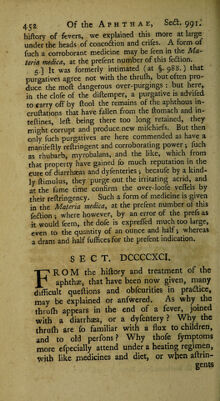 452 Of the APHTHAE, Sect. 991.
history of fevers, we explained this more at large
under the heads of concoction and crisis. A form of
such a corroborant medicine may be seen in the Ma-
teria medica, at the present number of this section.
5.] It was formerly intimated (at §. 988.) that
purgatives agree not with the thrush, but often pro-
duce the most dangerous over-purgings: but here,
in the close of the distemper, a purgative is advised
to carry off by stool the remains of the aphthous in-
crustations that have fallen from the stomach and in-
testines, left being there too long retained, they
might corrupt and produce new mischiefs. But then
only such purgatives are here commended as have a
manifestly restringent and corroborating power; such
as rhubarb, myrobalans, and the like, which from
that property have gained so much reputation in the
cure of diarrhæas and dysenteries; because by a kind-
ly stimulus, they purge out the irritating acrid, and
at the same time confirm the over-loose vessels by
their restringency. Such a form of medicine is given
in the Materia medica, at the present number of this
section; where however, by an error of the press as
it would seem, the dose is expressed much too large,
even to the quantity of an ounce and half; whereas
a dram and half suffices for the present indication.
SECT. DCCCCXCI.
FROM the history and treatment of the
aphthæ, that have been now given, many
difficult questions and obscurities in practice,
may be explained or answered. As why the
thrush appears in the end of a fever, joined
with a diarrhæa, or a dysentery? Why the
thrush are so familiar with a flux to children,
and to old persons? Why those symptoms
more especially attend under a heating regimen,
with like medicines and diet, or when astrin-
gents